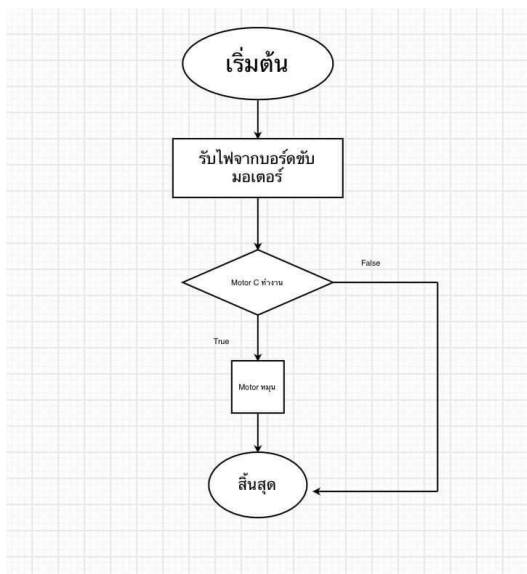 เริ่มต้น
รับไฟจากบอร์ดขับ
มอเตอร์
Motor C ทำงาน
False
True
Motor หมุน
สิ้นสุด